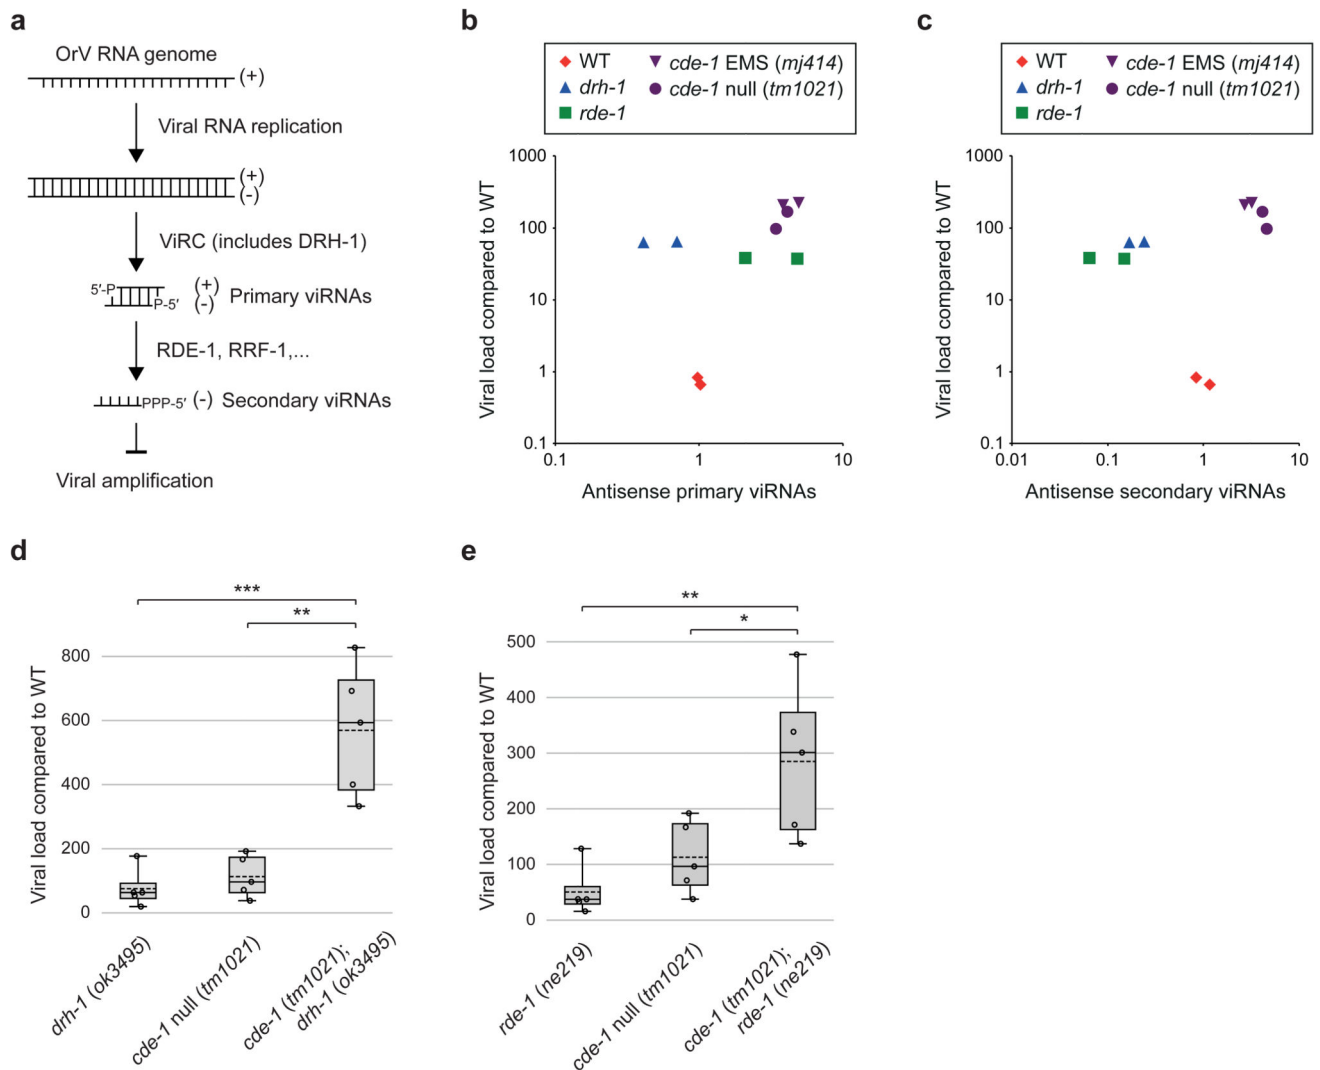 a
OrV RNA genome
(+)
Viral RNA replication
(+)
(-)
ViRC (includes DRH-1)
5′-P
P-5′
(+)
(-)
Primary viRNAs
RDE-1, RRF-1,...
PPP-5′ (-) Secondary viRNAs
Viral amplification
b
WT
drh-1
rde-1
cde-1 EMS (mj414)
cde-1 null (tm1021)
Viral load compared to WT
1000
100
10
1
0.1
0.1
1
10
Antisense primary viRNAs
c
WT
drh-1
rde-1
cde-1 EMS (mj414)
cde-1 null (tm1021)
Viral load compared to WT
1000
100
10
1
0.1
0.01
0.1
1
10
Antisense secondary viRNAs
d
***
**
Viral load compared to WT
800
600
400
200
0
drh-1 (ok3495)
cde-1 null (tm1021)
cde-1 (tm1021);
drh-1 (ok3495)
e
**
*
Viral load compared to WT
500
400
300
200
100
0
rde-1 (ne219)
cde-1 null (tm1021)
cde-1 (tm1021);
rde-1 (ne219)